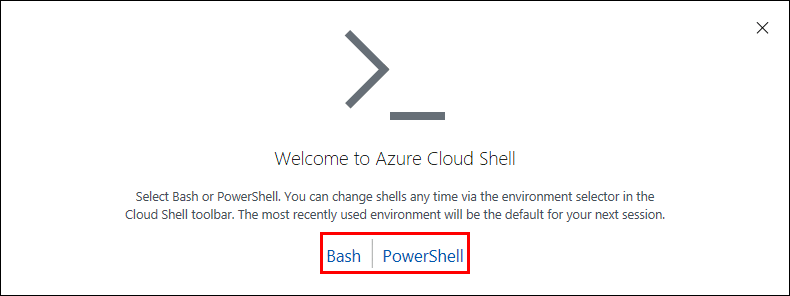 Welcome to Azure Cloud Shell
Select Bash or PowerShell. You can change shells any time via the environment selector in the
Cloud Shell toolbar. The most recently used environment will be the default for your next session.
Bash PowerShell